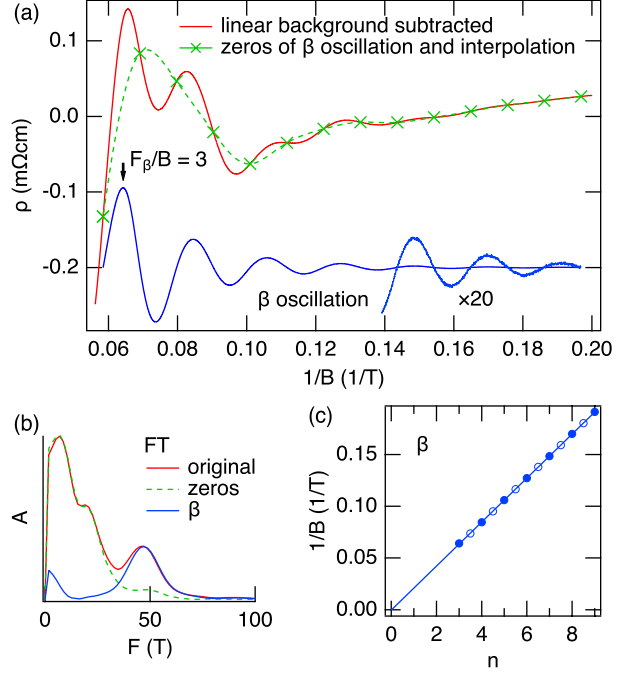 (a)
linear background subtracted
zeros of β oscillation and interpolation
0.1
0.0
-0.1
-0.2
ρ (mΩcm)
Fβ/B = 3
β oscillation
×20
0.06 0.08 0.10 0.12 0.14 0.16 0.18 0.20
1/B (1/T)
(b)
FT
original
zeros
β
A
0 50 100
F (T)
(c)
β
0.15
0.10
0.05
0.00
1/B (1/T)
0 2 4 6 8
n